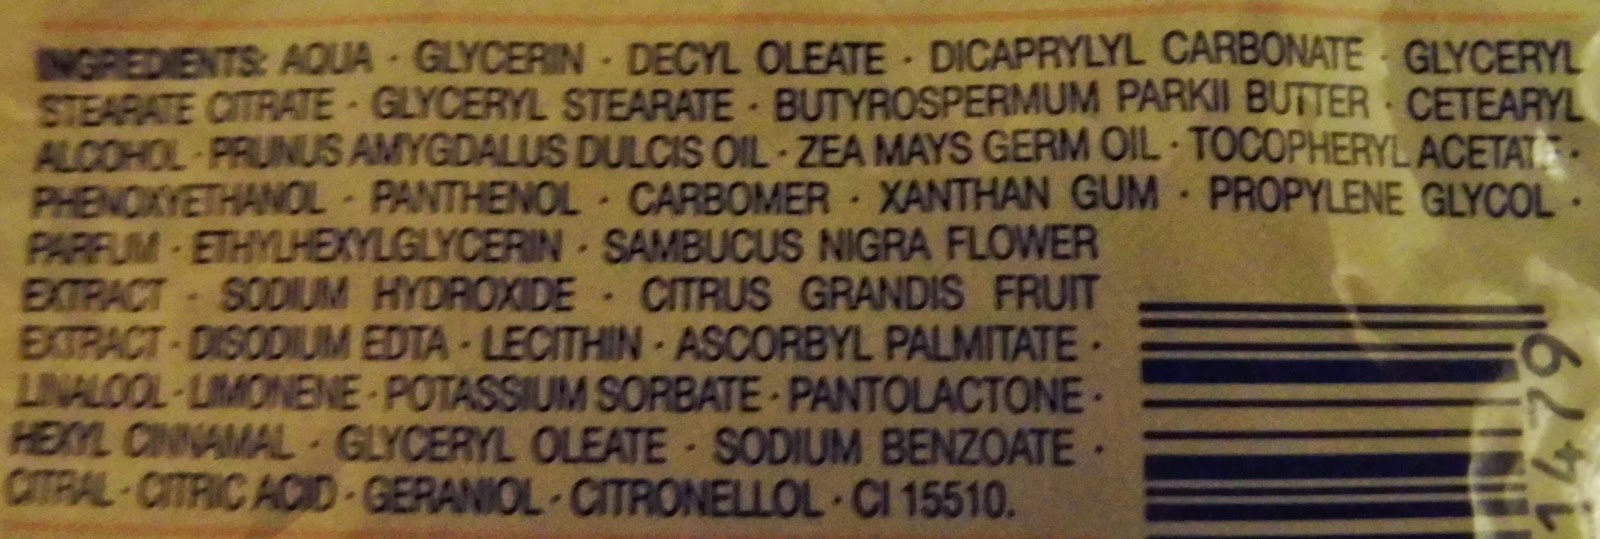 INGREDIENTS: AQUA · GLYCERIN · DECYL OLEATE · DICAPRYLYL CARBONATE · GLYCERYL
STEARATE CITRATE · GLYCERYL STEARATE · BUTYROSPERMUM PARKII BUTTER · CETEARYL
ALCOHOL · PRUNUS AMYGDALUS DULCIS OIL · ZEA MAYS GERM OIL · TOCOPHERYL ACETATE ·
PHENOXYETHANOL · PANTHENOL · CARBOMER · XANTHAN GUM · PROPYLENE GLYCOL ·
PARFUM · ETHYLHEXYLGLYCERIN · SAMBUCUS NIGRA FLOWER
EXTRACT · SODIUM HYDROXIDE · CITRUS GRANDIS FRUIT
EXTRACT · DISODIUM EDTA · LECITHIN · ASCORBYL PALMITATE ·
LINALOOL · LIMONENE · POTASSIUM SORBATE · PANTOLACTONE ·
HEXYL CINNAMAL · GLYCERYL OLEATE · SODIUM BENZOATE ·
CITRAL · CITRIC ACID · GERANIOL · CITRONELLOL · CI 15510.
1479